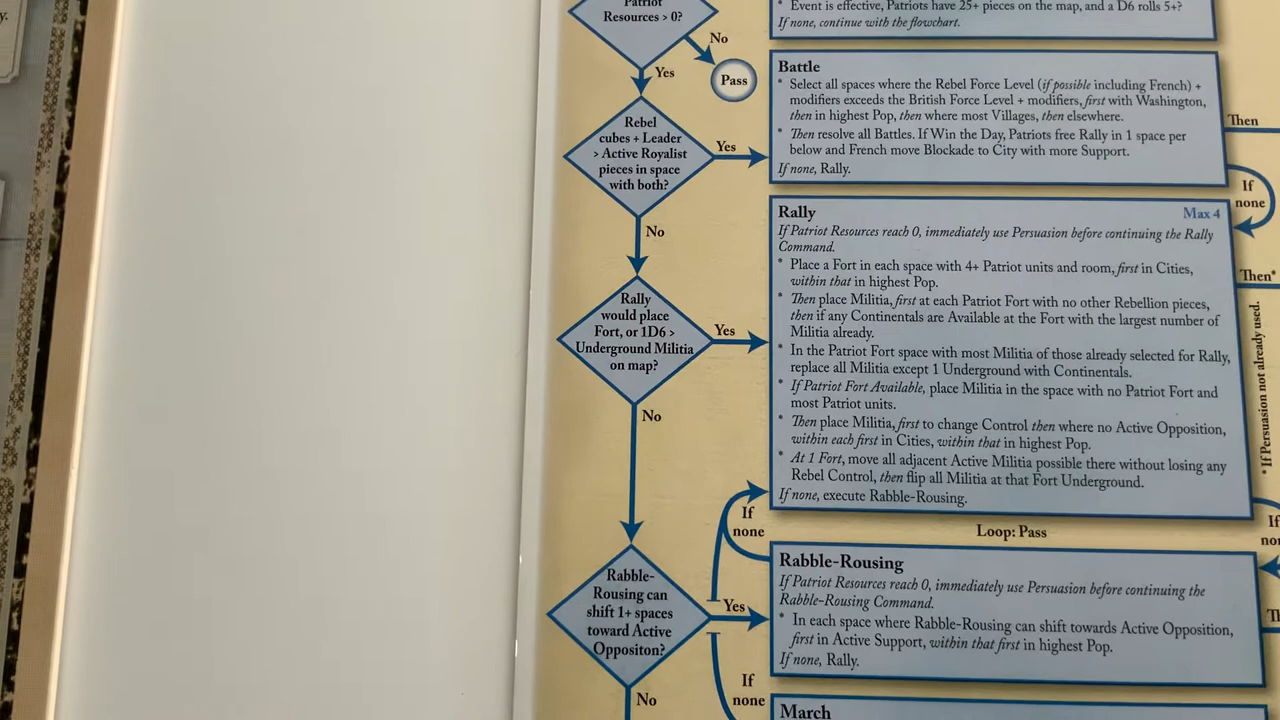 y.
Patriot
Resources > 0?
No
Yes
Pass
• Event is effective, Patriots have 25+ pieces on the map, and a D6 rolls 5+?
If none, continue with the flowchart.
Rebel
cubes + Leader
> Active Royalist
pieces in space
with both?
Yes
No
Battle
* Select all spaces where the Rebel Force Level (if possible including French) +
modifiers exceeds the British Force Level + modifiers, first with Washington,
then in highest Pop, then where most Villages, then elsewhere.
* Then resolve all Battles. If Win the Day, Patriots free Rally in 1 space per
below and French move Blockade to City with more Support.
If none, Rally.
Then
If
none
Rally
would place
Fort, or 1D6 >
Underground Militia
on map?
Yes
No
Rally
Max 4
If Patriot Resources reach 0, immediately use Persuasion before continuing the Rally
Command.
* Place a Fort in each space with 4+ Patriot units and room, first in Cities,
within that in highest Pop.
* Then place Militia, first at each Patriot Fort with no other Rebellion pieces,
then if any Continentals are Available at the Fort with the largest number of
Militia already.
* In the Patriot Fort space with most Militia of those already selected for Rally,
replace all Militia except 1 Underground with Continentals.
* If Patriot Fort Available, place Militia in the space with no Patriot Fort and
most Patriot units.
* Then place Militia, first to change Control then where no Active Opposition,
within each first in Cities, within that in highest Pop.
* At 1 Fort, move all adjacent Active Militia possible there without losing any
Rebel Control, then flip all Militia at that Fort Underground.
If none, execute Rabble-Rousing.
Then*
* If Persuasion not already used.
If
none
Loop: Pass
Rabble-
Rousing can
shift 1+ spaces
toward Active
Oppositon?
Yes
No
If
none
Rabble-Rousing
If Patriot Resources reach 0, immediately use Persuasion before continuing the
Rabble-Rousing Command.
* In each space where Rabble-Rousing can shift towards Active Opposition,
first in Active Support, within that first in highest Pop.
If none, Rally.
March